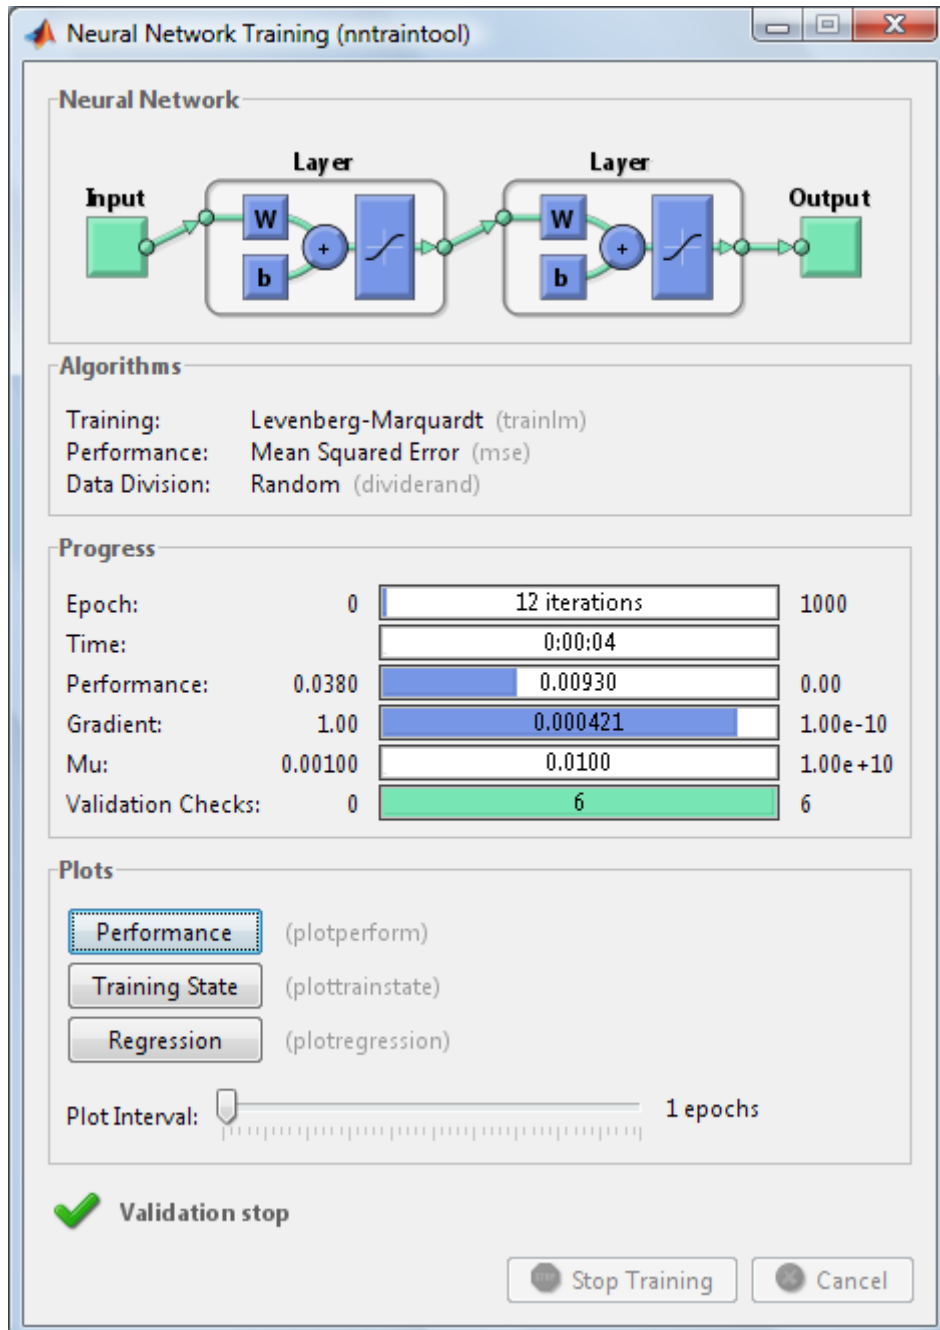 Neural Network Training (nntraintool)
Neural Network
Layer Layer
Input Output
W W
+ +
b b
Algorithms
Training: Levenberg-Marquardt (trainlm)
Performance: Mean Squared Error (mse)
Data Division: Random (dividerand)
Progress
Epoch: 0 12 iterations 1000
Time: 0:00:04
Performance: 0.0380 0.00930 0.00
Gradient: 1.00 0.000421 1.00e-10
Mu: 0.00100 0.0100 1.00e+10
Validation Checks: 0 6 6
Plots
Performance (plotperform)
Training State (plottrainstate)
Regression (plotregression)
Plot Interval: 1 epochs
Validation stop
Stop Training Cancel